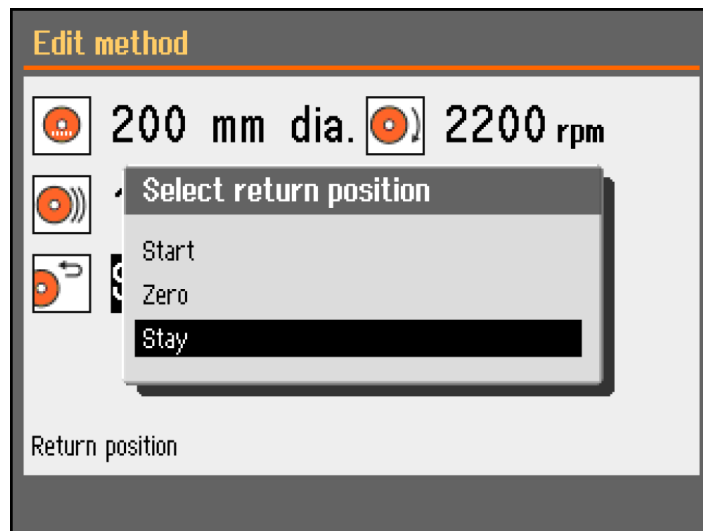 Edit method
200 mm dia. 2200 rpm
Select return position
Start
Zero
Stay
Return position